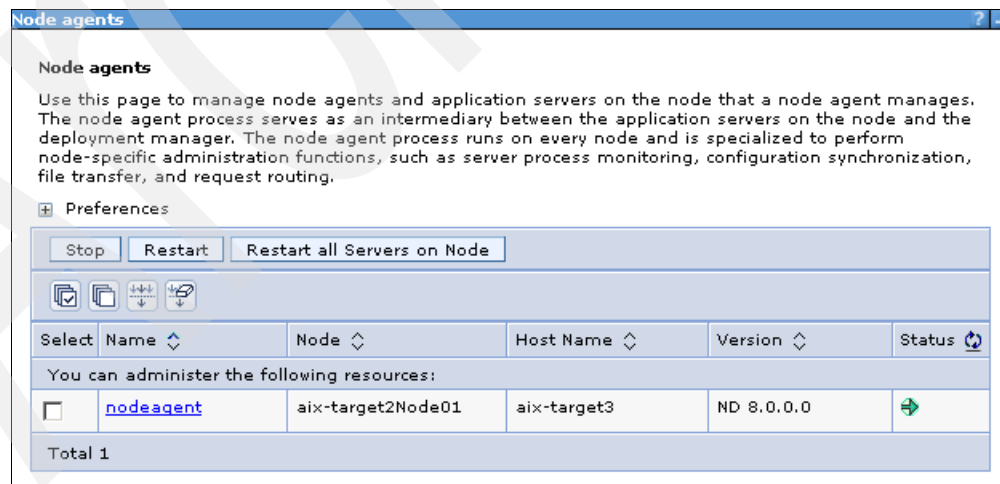 Node agents ? -
Node agents
Use this page to manage node agents and application servers on the node that a node agent manages.
The node agent process serves as an intermediary between the application servers on the node and the
deployment manager. The node agent process runs on every node and is specialized to perform
node-specific administration functions, such as server process monitoring, configuration synchronization,
file transfer, and request routing.
+ Preferences
Stop Restart Restart all Servers on Node
Select Name Node Host Name Version Status
You can administer the following resources:
nodeagent aix-target2Node01 aix-target3 ND 8.0.0.0
Total 1